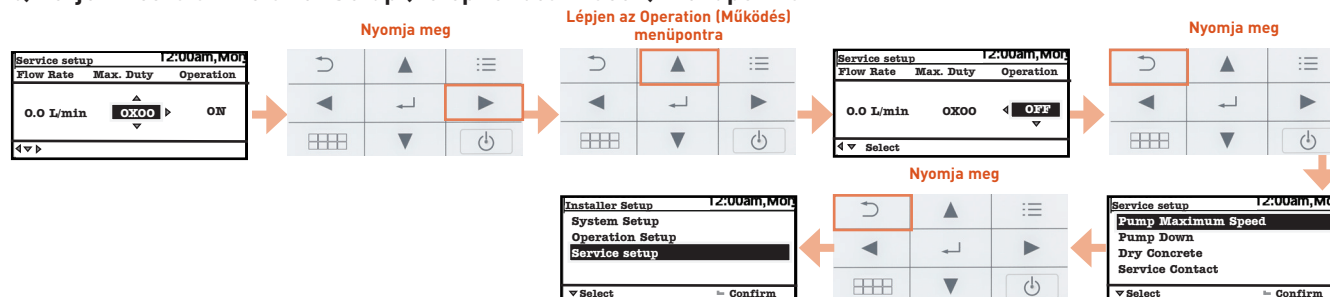 Nyomja meg
Lépjen az Operation (Működés)
menüpontra
Nyomja meg
Service setup 12:00am,Mon
Flow Rate Max. Duty Operation
0.0 L/min 0X00 ON
Service setup 12:00am,Mon
Flow Rate Max. Duty Operation
0.0 L/min 0X00 OFF
Select
Nyomja meg
Installer Setup 12:00am,Mon
System Setup
Operation Setup
Service setup
Select Confirm
Service setup 12:00am,Mo
Pump Maximum Speed
Pump Down
Dry Concrete
Service Contact
Select Confirm